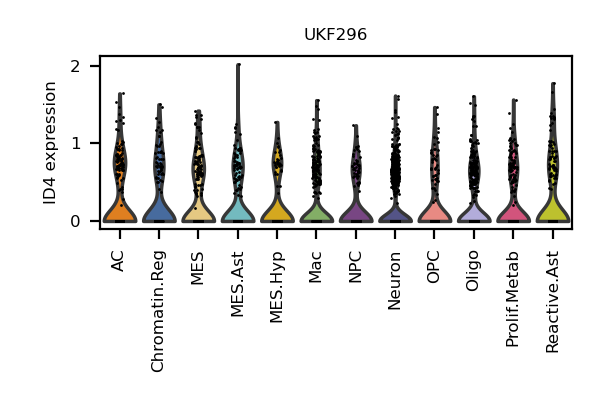 UKF296
ID4 expression
2
1
0
AC
Chromatin.Reg
MES
MES.Ast
MES.Hyp
Mac
NPC
Neuron
OPC
Oligo
Prolif.Metab
Reactive.Ast